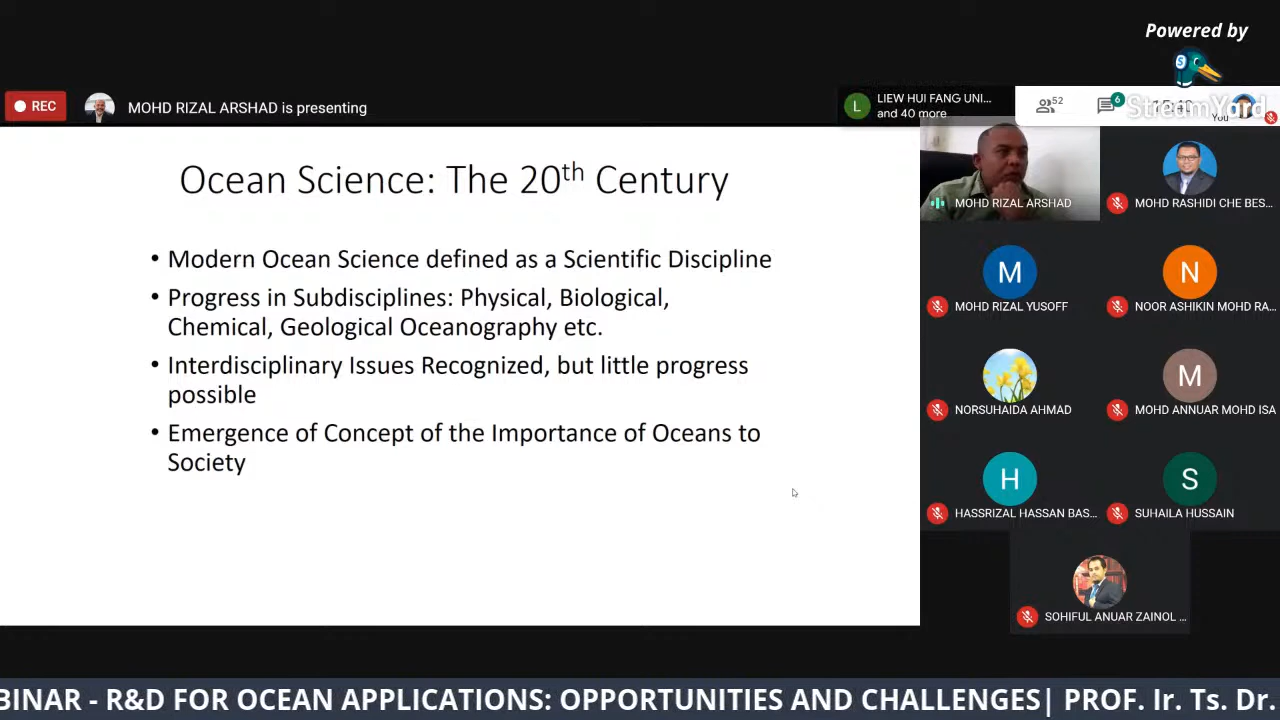 Powered by
S
REC
MOHD RIZAL ARSHAD is presenting
L
LIEW HUI FANG UNI...
and 40 more
52
6
StreamYard
You
Ocean Science: The 20th Century
• Modern Ocean Science defined as a Scientific Discipline
• Progress in Subdisciplines: Physical, Biological,
Chemical, Geological Oceanography etc.
• Interdisciplinary Issues Recognized, but little progress
possible
• Emergence of Concept of the Importance of Oceans to
Society
MOHD RIZAL ARSHAD
MOHD RASHIDI CHE BES...
M
MOHD RIZAL YUSOFF
N
NOOR ASHIKIN MOHD RA...
NORSUHAIDA AHMAD
M
MOHD ANNUAR MOHD ISA
H
HASSRIZAL HASSAN BAS...
S
SUHAILA HUSSAIN
SOHIFUL ANUAR ZAINOL ...
BINAR - R&D FOR OCEAN APPLICATIONS: OPPORTUNITIES AND CHALLENGES| PROF. Ir. Ts. Dr.